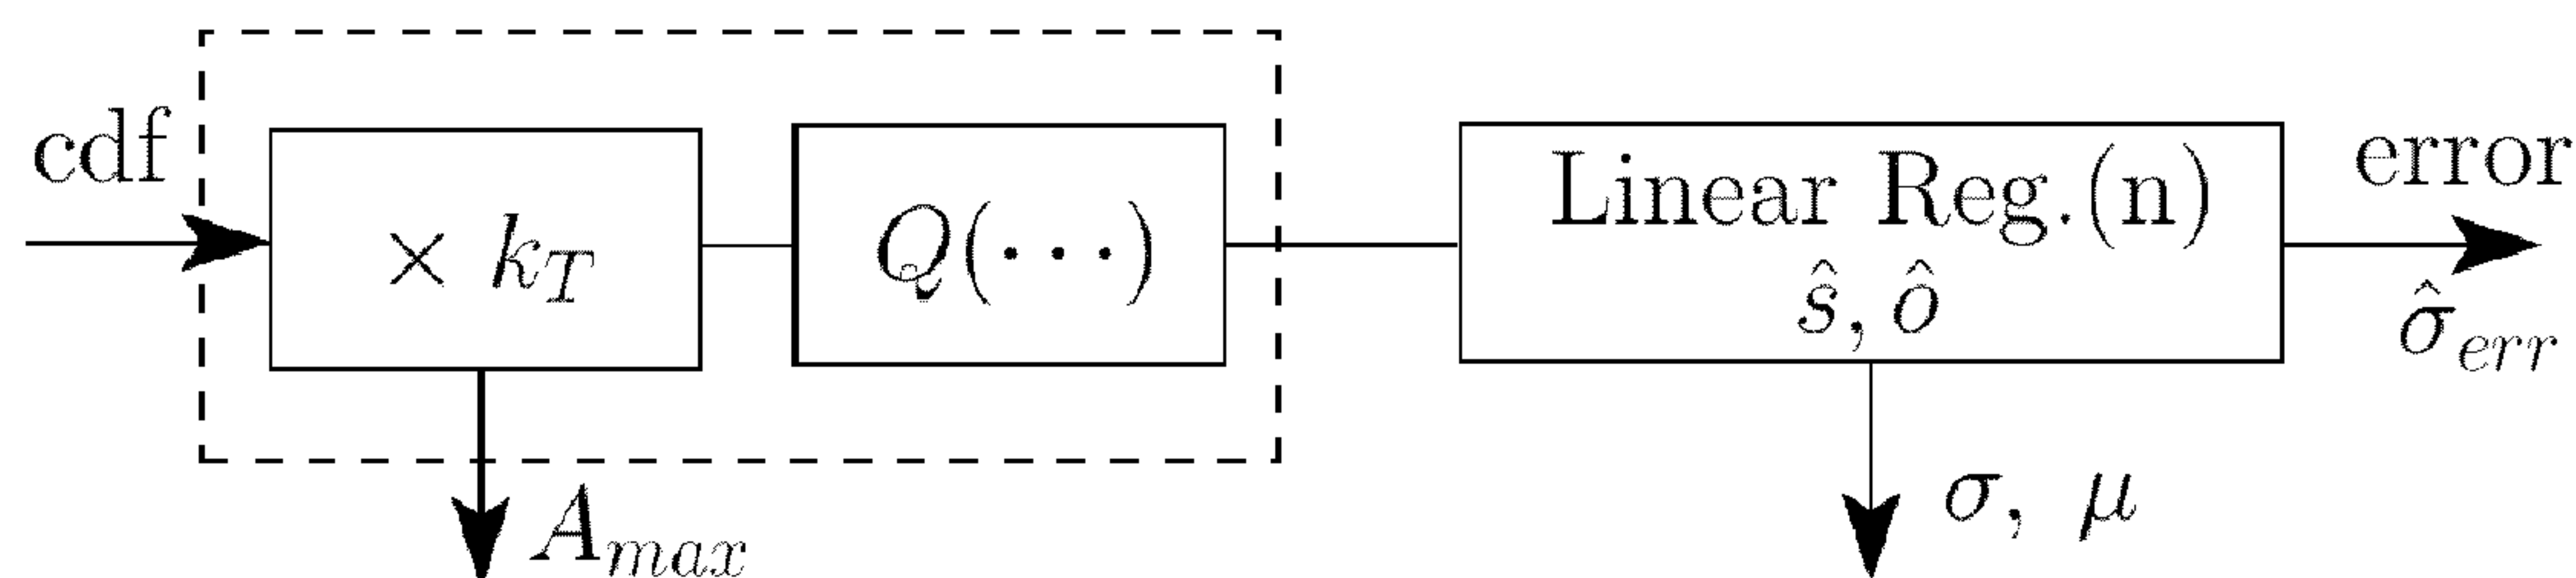 cdf
× k_T
Q(···)
Linear Reg.(n)
ŝ, ô
error
σ̂_err
A_max
σ, μ